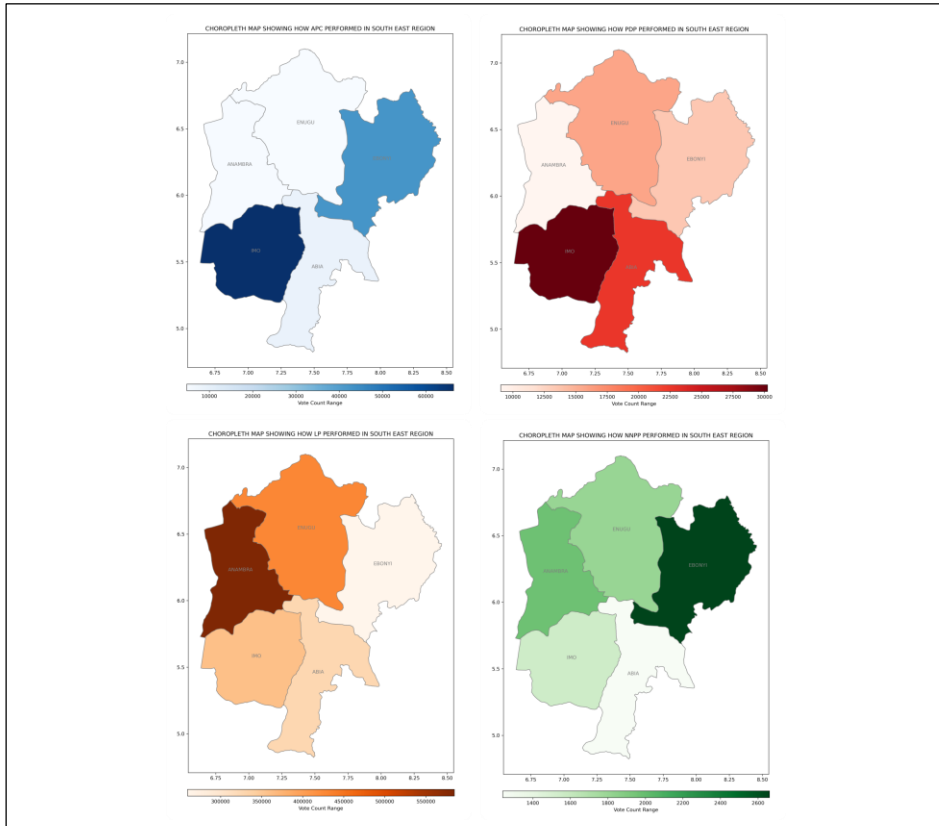 CHOROPLETH MAP SHOWING HOW APC PERFORMED IN SOUTH EAST REGION
7.0
6.5
6.0
5.5
5.0
ENUGU
ANAMBRA
IMO
ABIA
6.75 7.00 7.25 7.50 7.75 8.00 8.25 8.50
10000 20000 30000 40000 50000 60000
Vote Count Range
CHOROPLETH MAP SHOWING HOW PDP PERFORMED IN SOUTH EAST REGION
7.0
6.5
6.0
5.5
5.0
ENUGU
ANAMBRA
EBONYI
IMO
6.75 7.00 7.25 7.50 7.75 8.00 8.25 8.50
10000 12500 15000 17500 20000 22500 25000 27500 30000
Vote Count Range
CHOROPLETH MAP SHOWING HOW LP PERFORMED IN SOUTH EAST REGION
7.0
6.5
6.0
5.5
5.0
ENUGU
ANAMBRA
EBONYI
IMO
ABIA
6.75 7.00 7.25 7.50 7.75 8.00 8.25 8.50
300000 350000 400000 450000 500000 550000
Vote Count Range
CHOROPLETH MAP SHOWING HOW NNPP PERFORMED IN SOUTH EAST REGION
7.0
6.5
6.0
5.5
5.0
ENUGU
ANAMBRA
EBONYI
IMO
ABIA
6.75 7.00 7.25 7.50 7.75 8.00 8.25 8.50
1400 1600 1800 2000 2200 2400 2600
Vote Count Range